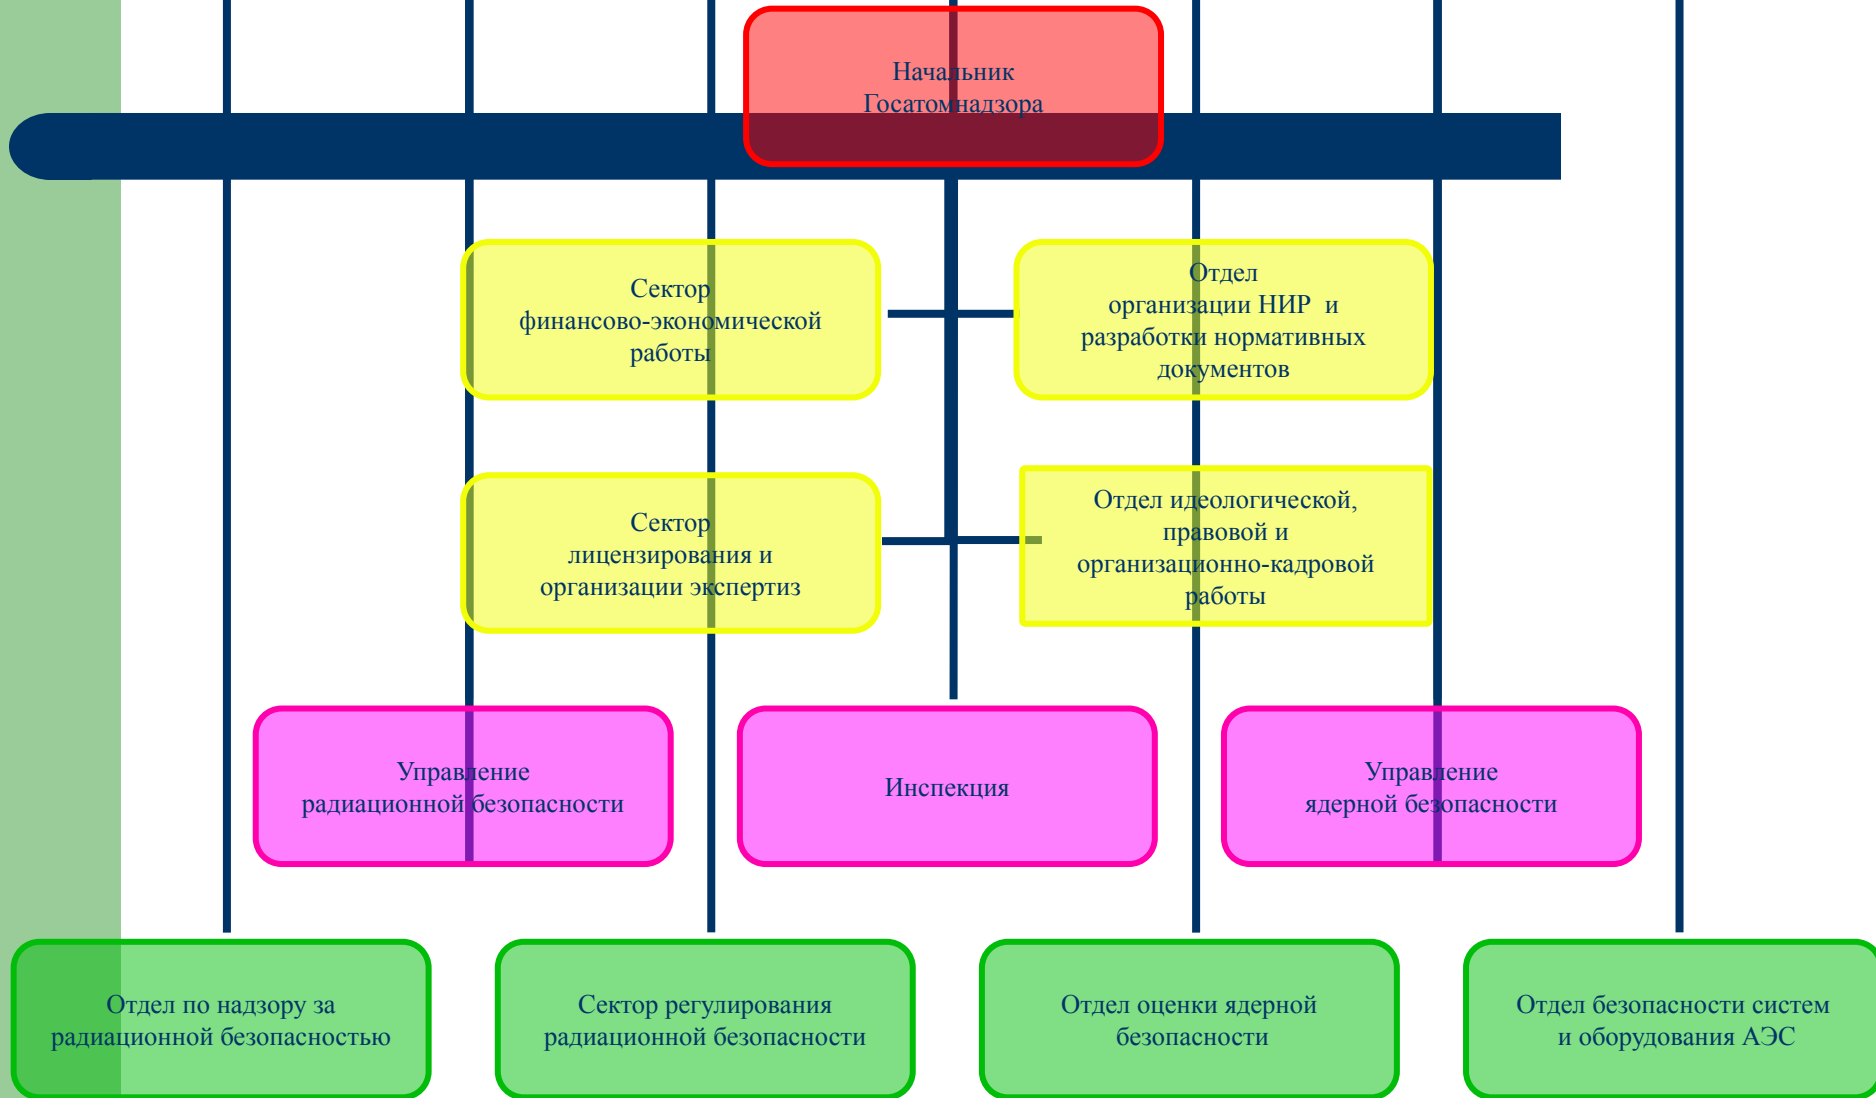 Начальник
Госатомнадзора
Сектор
финансово-экономической
работы
Отдел
организации НИР и
разработки нормативных
документов
Сектор
лицензирования и
организации экспертиз
Отдел идеологической,
правовой и
организационно-кадровой
работы
Управление
радиационной безопасности
Инспекция
Управление
ядерной безопасности
Отдел по надзору за
радиационной безопасностью
Сектор регулирования
радиационной безопасности
Отдел оценки ядерной
безопасности
Отдел безопасности систем
и оборудования АЭС